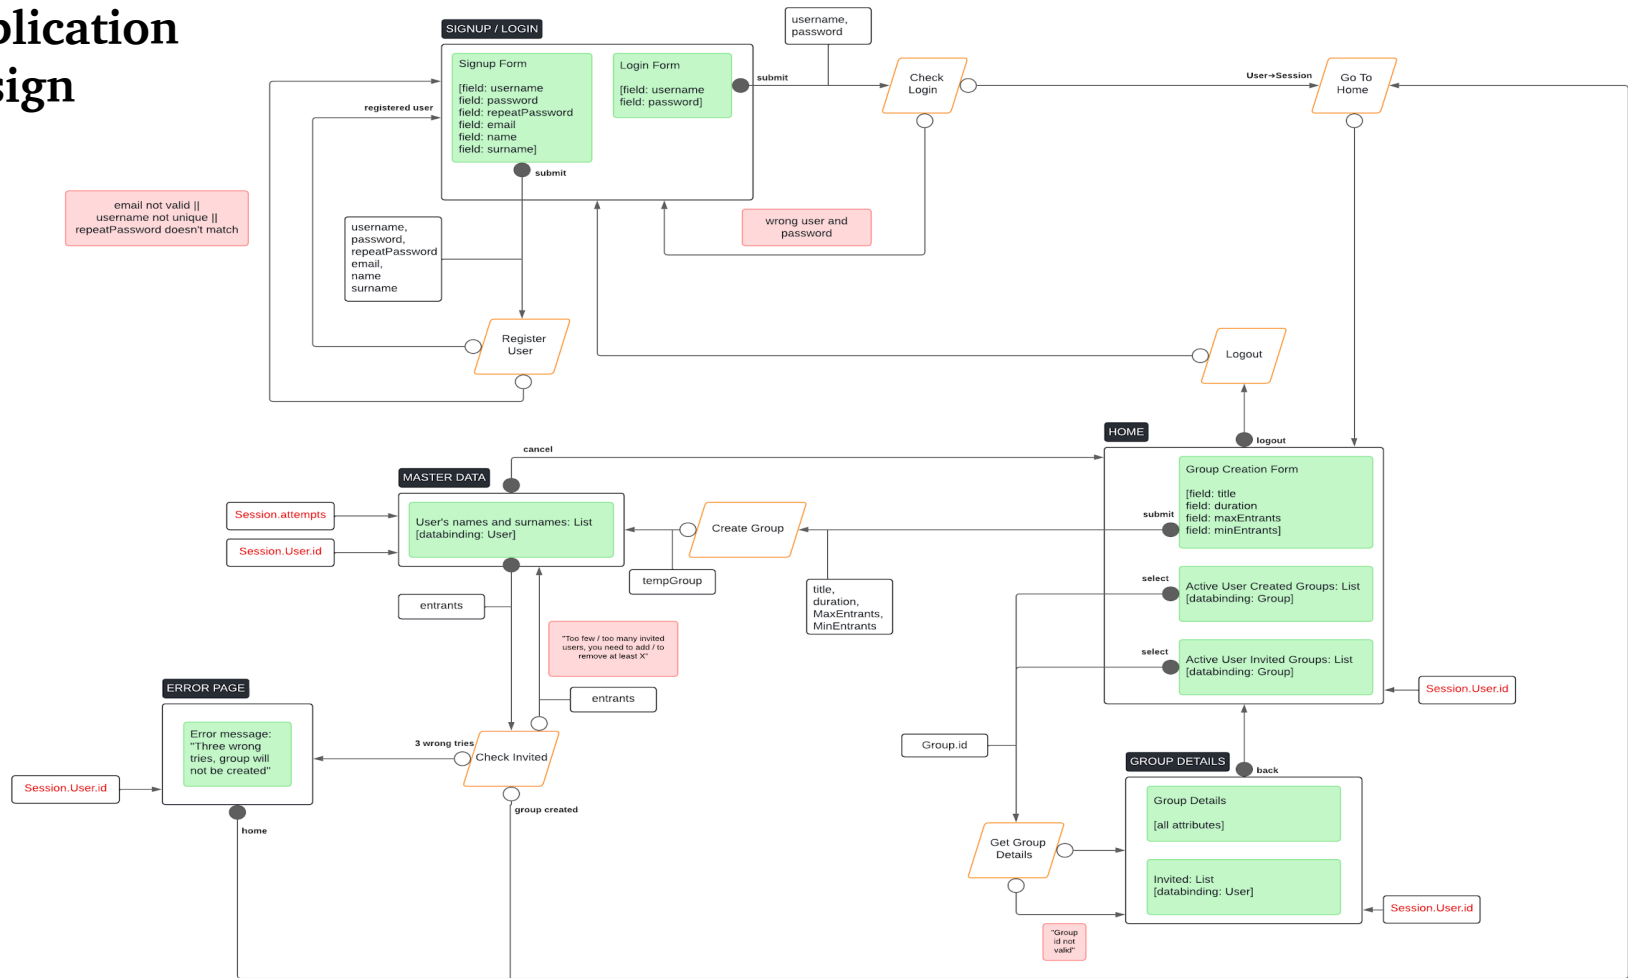 plication
sign
SIGNUP / LOGIN
Signup Form
[field: username
field: password
field: repeatPassword
field: email
field: name
field: surname]
Login Form
[field: username
field: password]
submit
username,
password
Check
Login
User→Session
Go To
Home
registered user
submit
email not valid ||
username not unique ||
repeatPassword doesn't match
wrong user and
password
username,
password,
repeatPassword
email,
name
surname
Register
User
Logout
logout
HOME
Group Creation Form
[field: title
field: duration
field: maxEntrants
field: minEntrants]
submit
select
Active User Created Groups: List
[databinding: Group]
select
Active User Invited Groups: List
[databinding: Group]
Session.User.id
cancel
MASTER DATA
Session.attempts
Session.User.id
User's names and surnames: List
[databinding: User]
Create Group
tempGroup
title,
duration,
MaxEntrants,
MinEntrants
entrants
"Too few / too many invited
users, you need to add / to
remove at least X"
entrants
ERROR PAGE
Error message:
"Three wrong
tries, group will
not be created"
3 wrong tries
Check Invited
Session.User.id
home
group created
Group.id
GROUP DETAILS
back
Group Details
[all attributes]
Get Group
Details
Invited: List
[databinding: User]
Session.User.id
"Group
id not
valid"